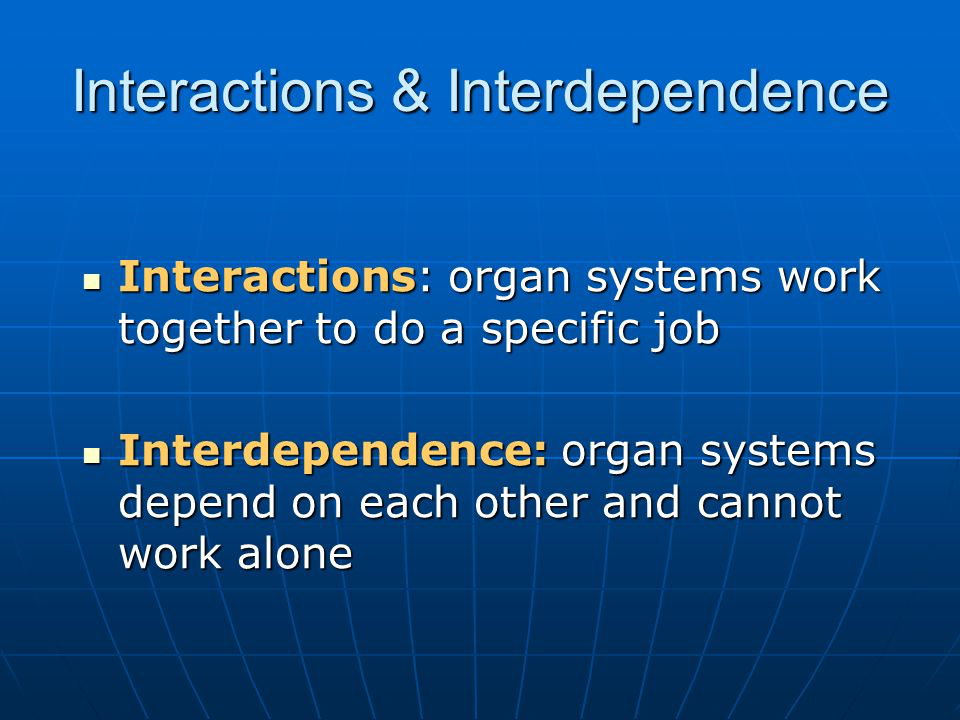 Interactions & Interdependence
Interactions: organ systems work
together to do a specific job
Interdependence: organ systems
depend on each other and cannot
work alone